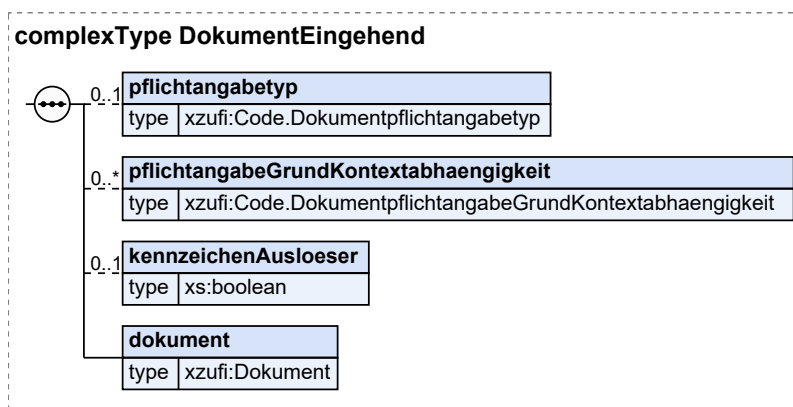 complexType DokumentEingehend
0..1 pflichtangabetyp
type xzufi:Code.Dokumentpflichtangabetyp
0..* pflichtangabeGrundKontextabhaengigkeit
type xzufi:Code.DokumentpflichtangabeGrundKontextabhaengigkeit
0..1 kennzeichenAusloeser
type xs:boolean
dokument
type xzufi:Dokument